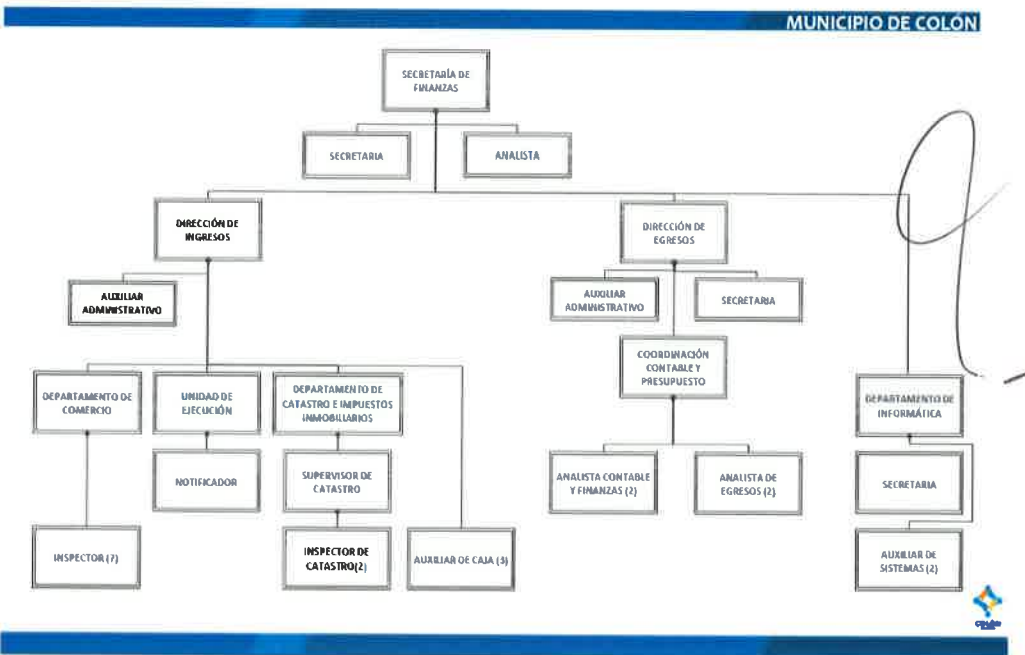 MUNICIPIO DE COLÓN
SECRETARÍA DE
FINANZAS
SECRETARIA
ANALISTA
DIRECCIÓN DE
INGRESOS
DIRECCIÓN DE
EGRESOS
AUXILIAR
ADMINISTRATIVO
AUXILIAR
ADMINISTRATIVO
SECRETARIA
COORDINACIÓN
CONTABLE Y
PRESUPUESTO
DEPARTAMENTO DE
COMERCIO
UNIDAD DE
EJECUCIÓN
DEPARTAMENTO DE
CATASTRO E IMPUESTOS
INMOBILIARIOS
DEPARTAMENTO DE
INFORMÁTICA
NOTIFICADOR
SUPERVISOR DE
CATASTRO
ANALISTA CONTABLE
Y FINANZAS (2)
ANALISTA DE
EGRESOS (2)
SECRETARIA
INSPECTOR (7)
INSPECTOR DE
CATASTRO(2)
AUXILIAR DE CAJA (3)
AUXILIAR DE
SISTEMAS (2)